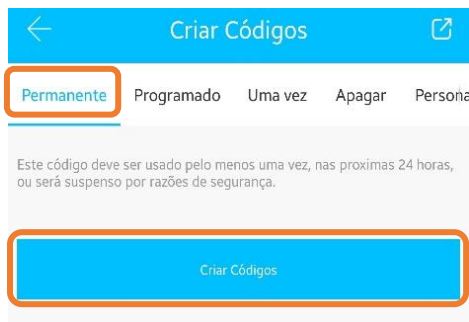 Criar Códigos
Permanente Programado Uma vez Apagar Persona
Este código deve ser usado pelo menos uma vez, nas proximas 24 horas,
ou será suspenso por razões de segurança.
Criar Códigos